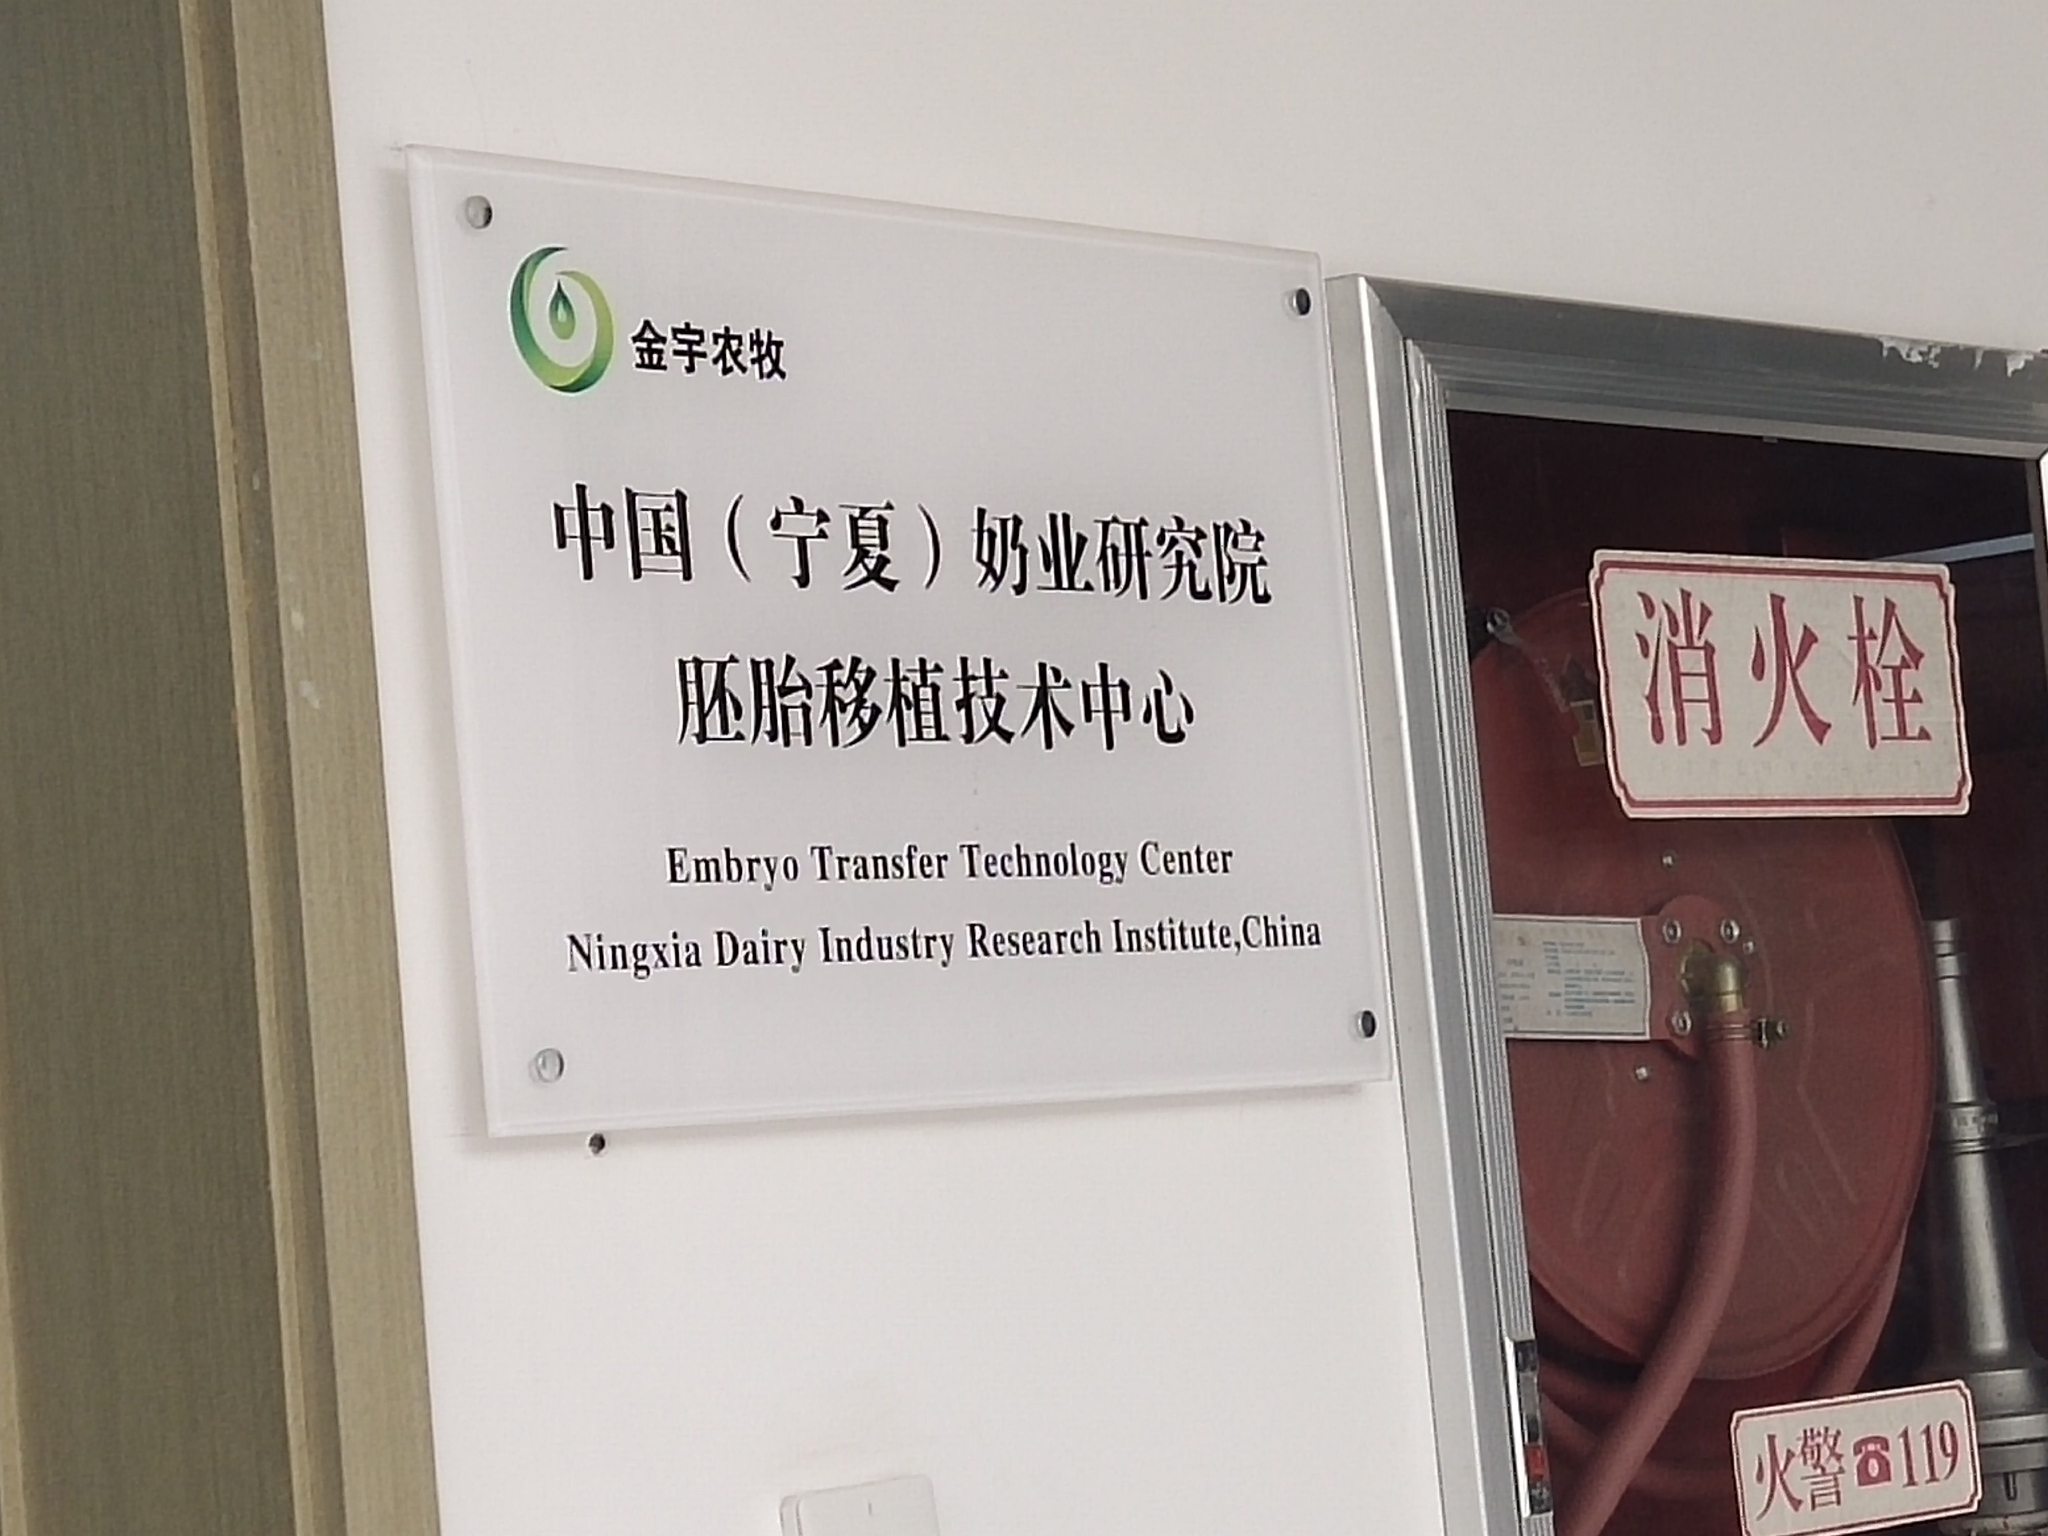 金宇农牧
中国（宁夏）奶业研究院
胚胎移植技术中心
Embryo Transfer Technology Center
Ningxia Dairy Industry Research Institute,China
消火栓
火警☎119